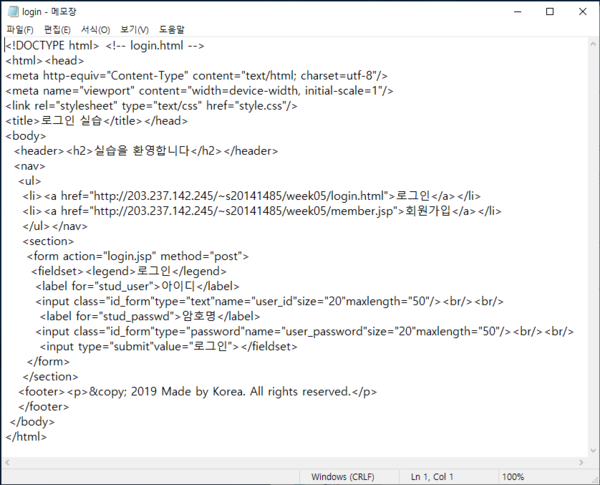 login - 메모장
파일(F) 편집(E) 서식(O) 보기(V) 도움말
<!DOCTYPE html> <!-- login.html -->
<html><head>
<meta http-equiv="Content-Type" content="text/html; charset=utf-8"/>
<meta name="viewport" content="width=device-width, initial-scale=1"/>
<link rel="stylesheet" type="text/css" href="style.css"/>
<title>로그인 실습</title></head>
<body>
<header><h2>실습을 환영합니다</h2></header>
<nav>
<ul>
<li><a href="http://203.237.142.245/~s20141485/week05/login.html">로그인</a></li>
<li><a href="http://203.237.142.245/~s20141485/week05/member.jsp">회원가입</a></li>
</ul></nav>
<section>
<form action="login.jsp" method="post">
<fieldset><legend>로그인</legend>
<label for="stud_user">아이디</label>
<input class="id_form"type="text"name="user_id"size="20"maxlength="50"/><br/><br/>
<label for="stud_passwd">암호명</label>
<input class="id_form"type="password"name="user_password"size="20"maxlength="50"/><br/><br/>
<input type="submit"value="로그인"></fieldset>
</form>
</section>
<footer><p>&copy; 2019 Made by Korea. All rights reserved.</p>
</footer>
</body>
</html>
Windows (CRLF) Ln 1, Col 1 100%